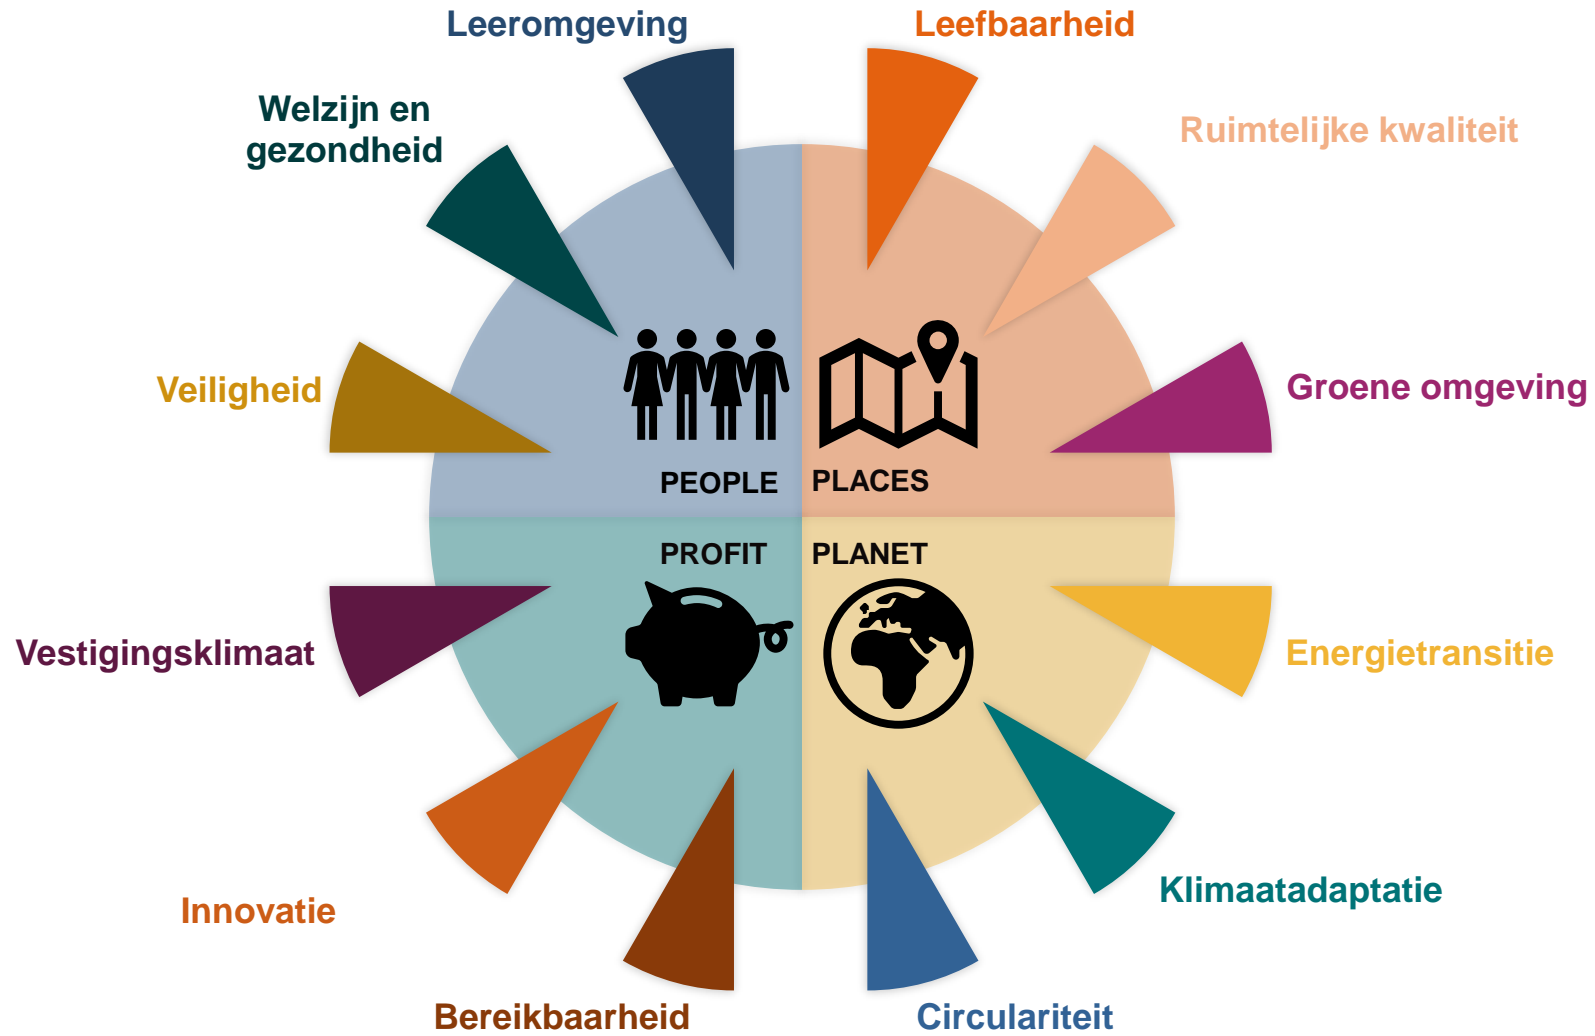 Leeromgeving
Leefbaarheid
Welzijn en
gezondheid
Ruimtelijke kwaliteit
Veiligheid
Groene omgeving
PEOPLE
PLACES
PROFIT
PLANET
Vestigingsklimaat
Energietransitie
Innovatie
Klimaatadaptatie
Bereikbaarheid
Circulariteit